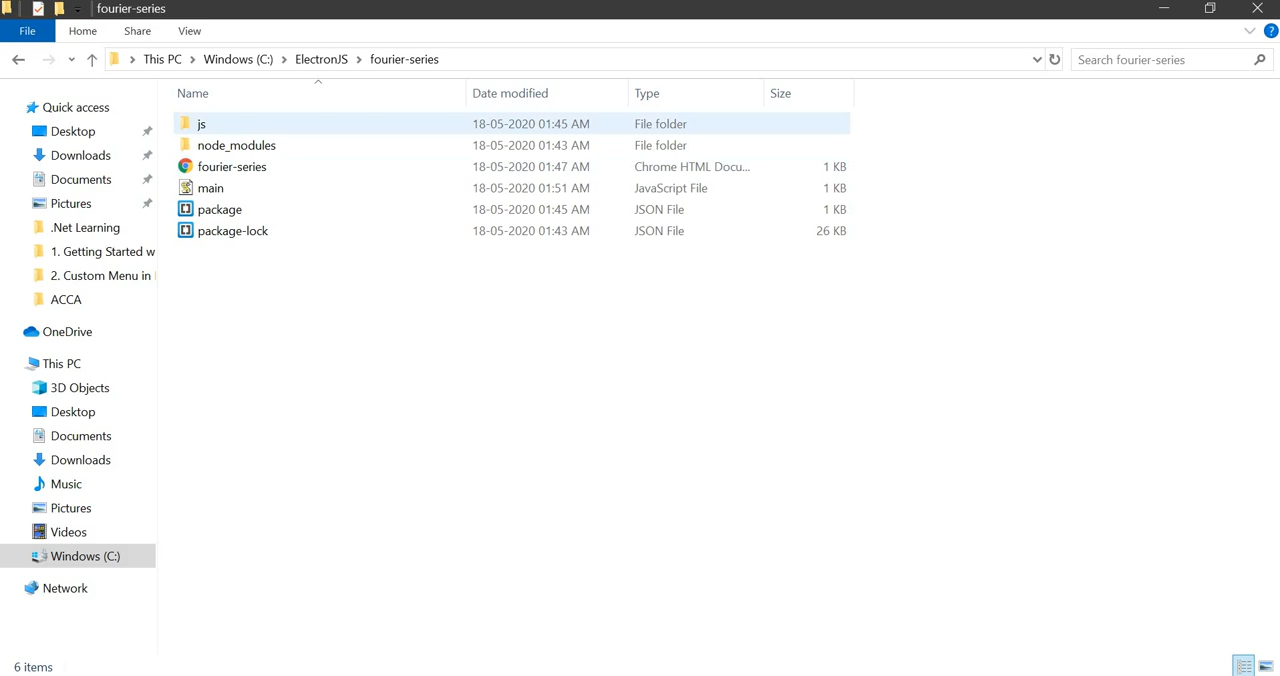 fourier-series
File Home Share View ?
This PC Windows (C:) ElectronJS fourier-series Search fourier-series
Name Date modified Type Size
js 18-05-2020 01:45 AM File folder
node_modules 18-05-2020 01:43 AM File folder
fourier-series 18-05-2020 01:47 AM Chrome HTML Docu... 1 KB
main 18-05-2020 01:51 AM JavaScript File 1 KB
package 18-05-2020 01:45 AM JSON File 1 KB
package-lock 18-05-2020 01:43 AM JSON File 26 KB
Quick access
Desktop
Downloads
Documents
Pictures
.Net Learning
1. Getting Started w
2. Custom Menu in
ACCA
OneDrive
This PC
3D Objects
Desktop
Documents
Downloads
Music
Pictures
Videos
Windows (C:)
Network
6 items